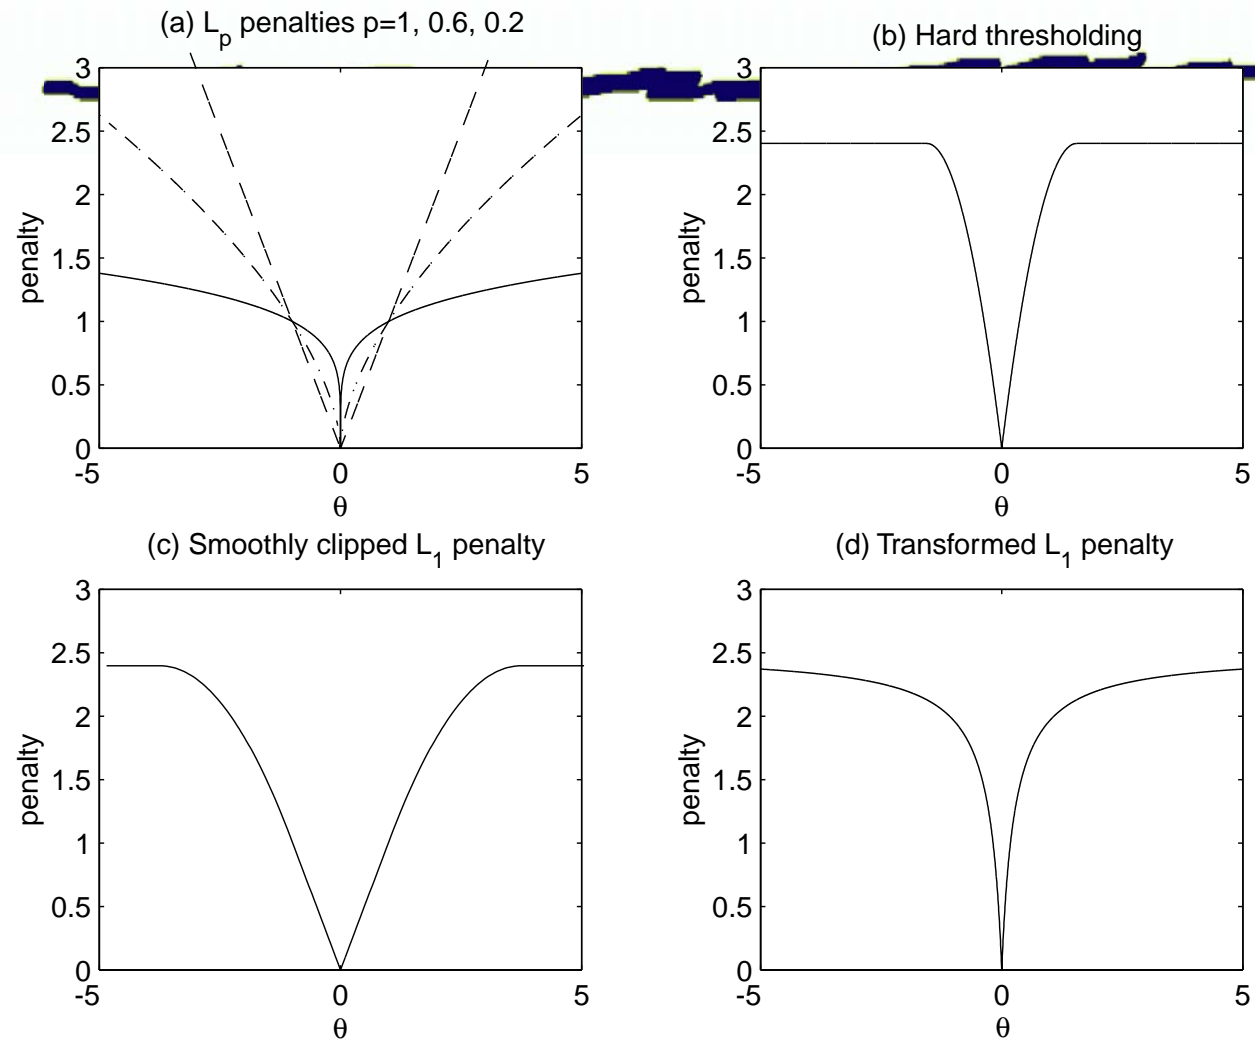 (a) Lp penalties p=1, 0.6, 0.2
3
2.5
2
1.5
1
0.5
0
-5 0 5
penalty
θ
(b) Hard thresholding
3
2.5
2
1.5
1
0.5
0
-5 0 5
penalty
θ
(c) Smoothly clipped L1 penalty
3
2.5
2
1.5
1
0.5
0
-5 0 5
penalty
θ
(d) Transformed L1 penalty
3
2.5
2
1.5
1
0.5
0
-5 0 5
penalty
θ